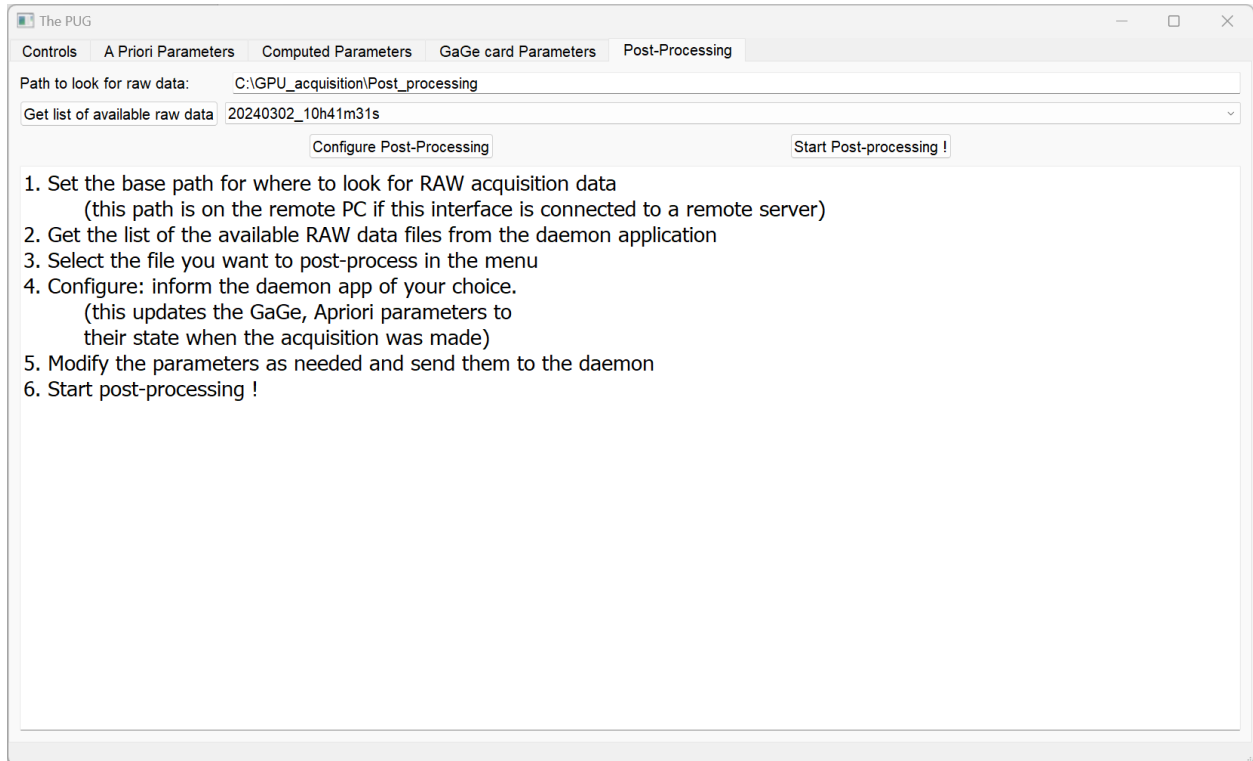 The PUG
Controls A Priori Parameters Computed Parameters GaGe card Parameters Post-Processing
Path to look for raw data: C:\GPU_acquisition\Post_processing
Get list of available raw data 20240302_10h41m31s
Configure Post-Processing Start Post-processing !
1. Set the base path for where to look for RAW acquisition data
(this path is on the remote PC if this interface is connected to a remote server)
2. Get the list of the available RAW data files from the daemon application
3. Select the file you want to post-process in the menu
4. Configure: inform the daemon app of your choice.
(this updates the GaGe, Apriori parameters to
their state when the acquisition was made)
5. Modify the parameters as needed and send them to the daemon
6. Start post-processing !